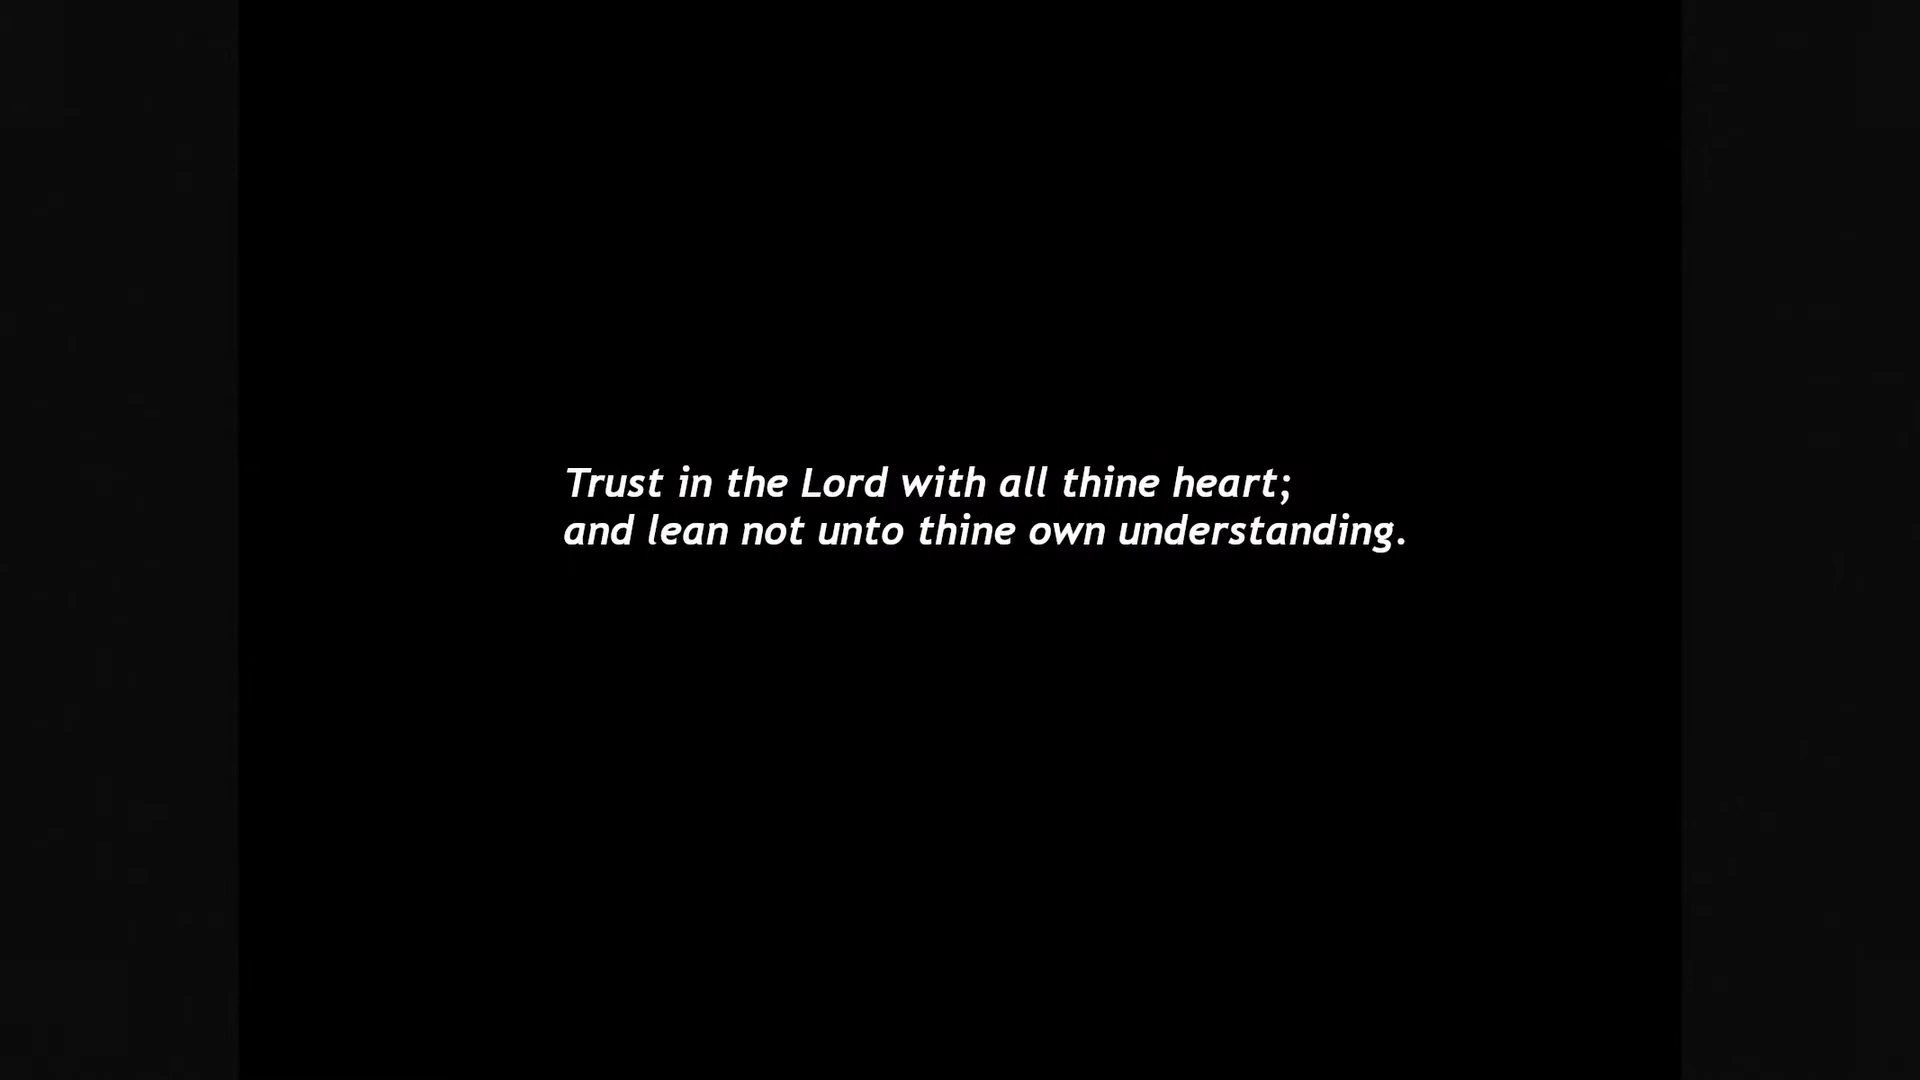 Trust in the Lord with all thine heart;
and lean not unto thine own understanding.